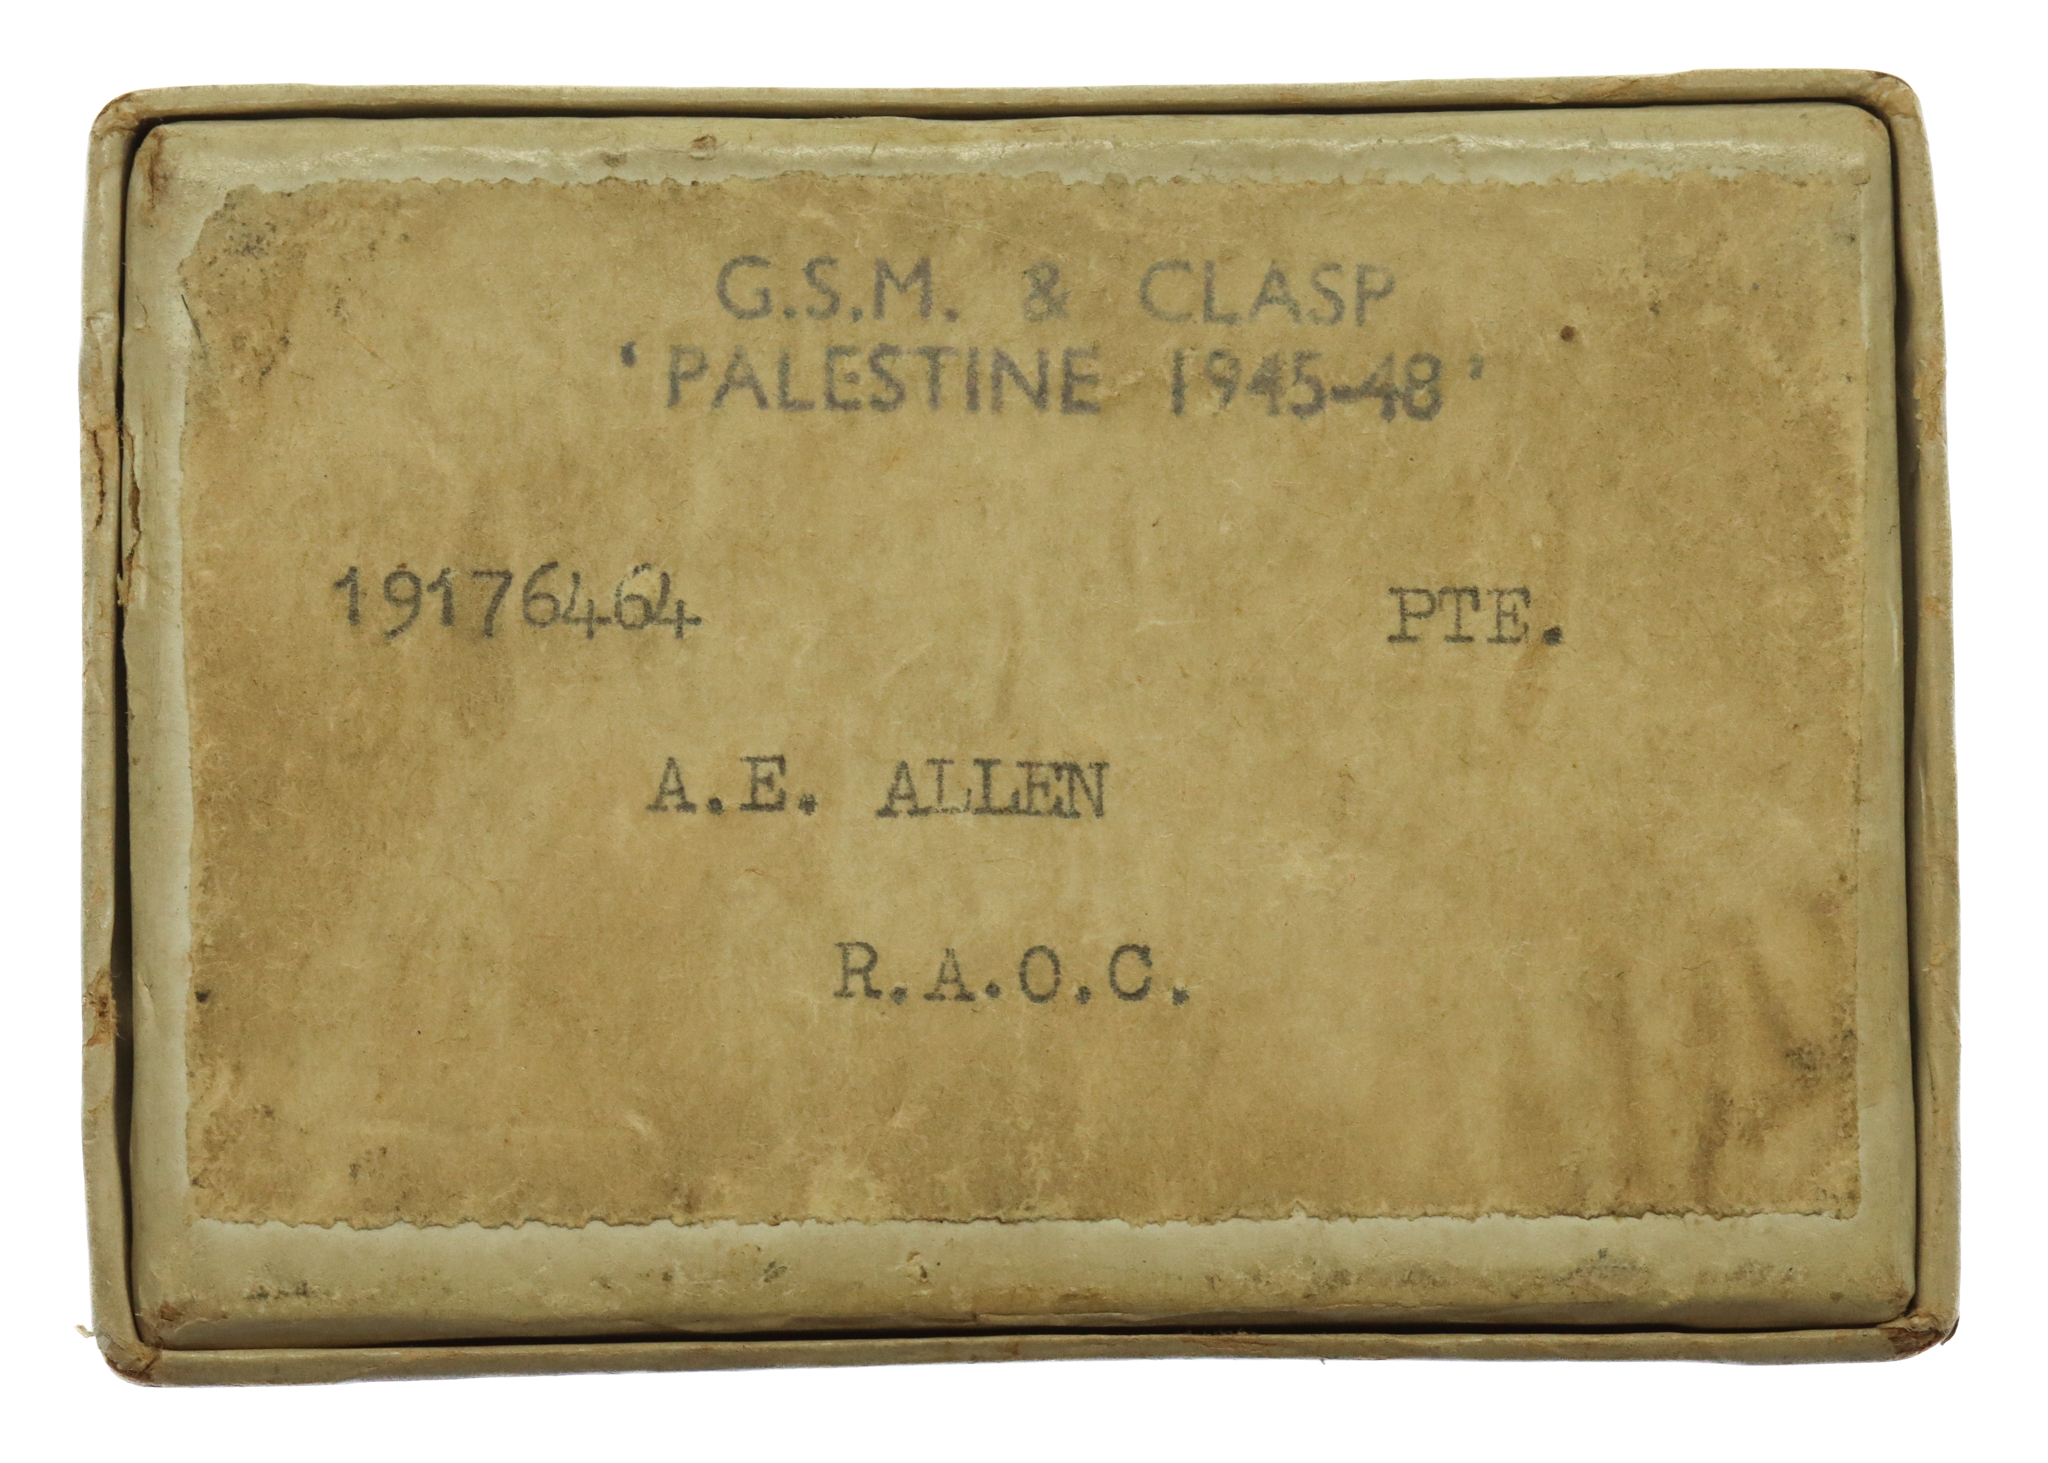 G.S.M. & CLASP
'PALESTINE 1945-48'
19176464 PTE.
A.E. ALLEN
R.A.O.C.